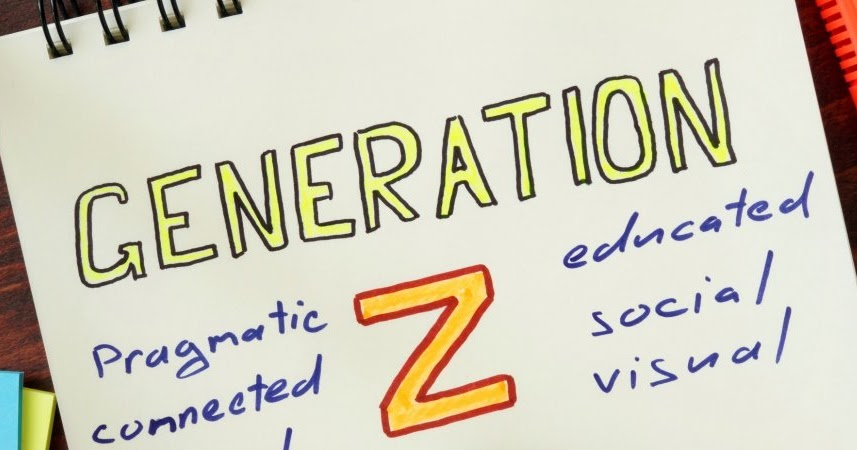 GENERATION
Z
Pragmatic
connected
educated
social
visual